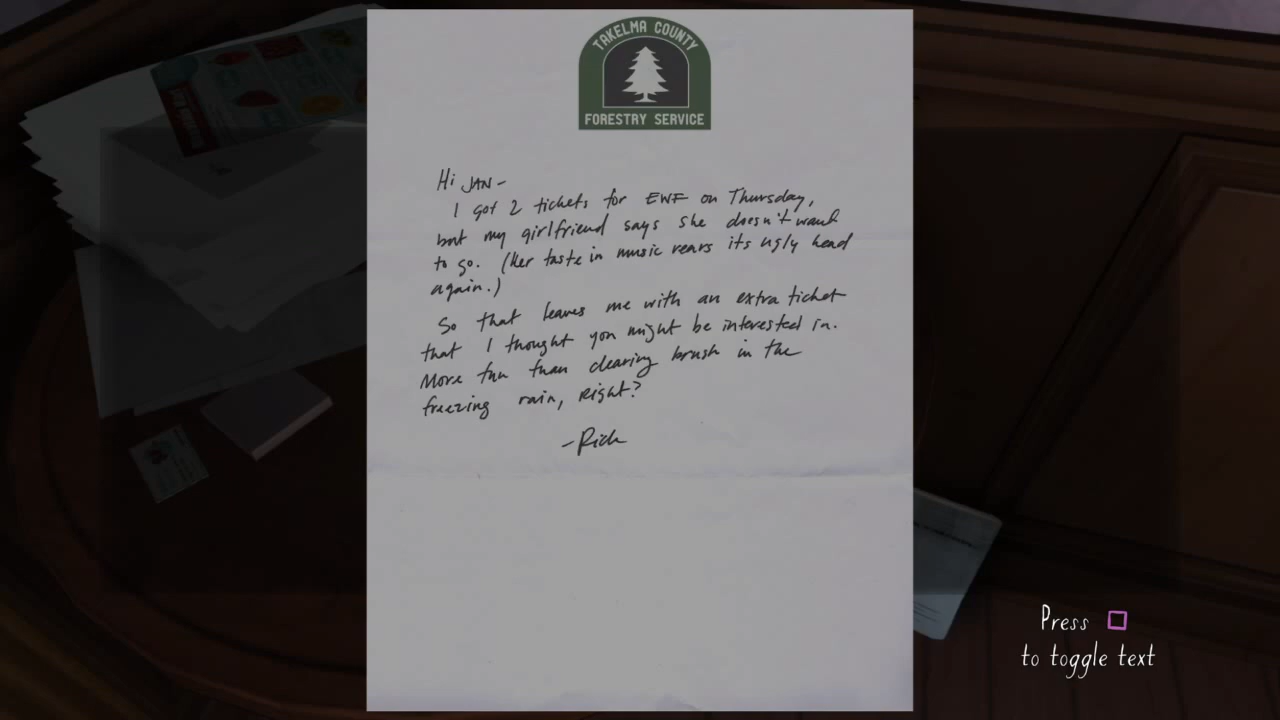 TAKELMA COUNTY
FORESTRY SERVICE
Hi JAN-
I got 2 tickets for EWF on Thursday,
but my girlfriend says she doesn't want
to go. (Her taste in music rears its ugly head
again.)
So that leaves me with an extra ticket
that I thought you might be interested in.
More fun than clearing brush in the
freezing rain, Right?
-Rich
Press
to toggle text